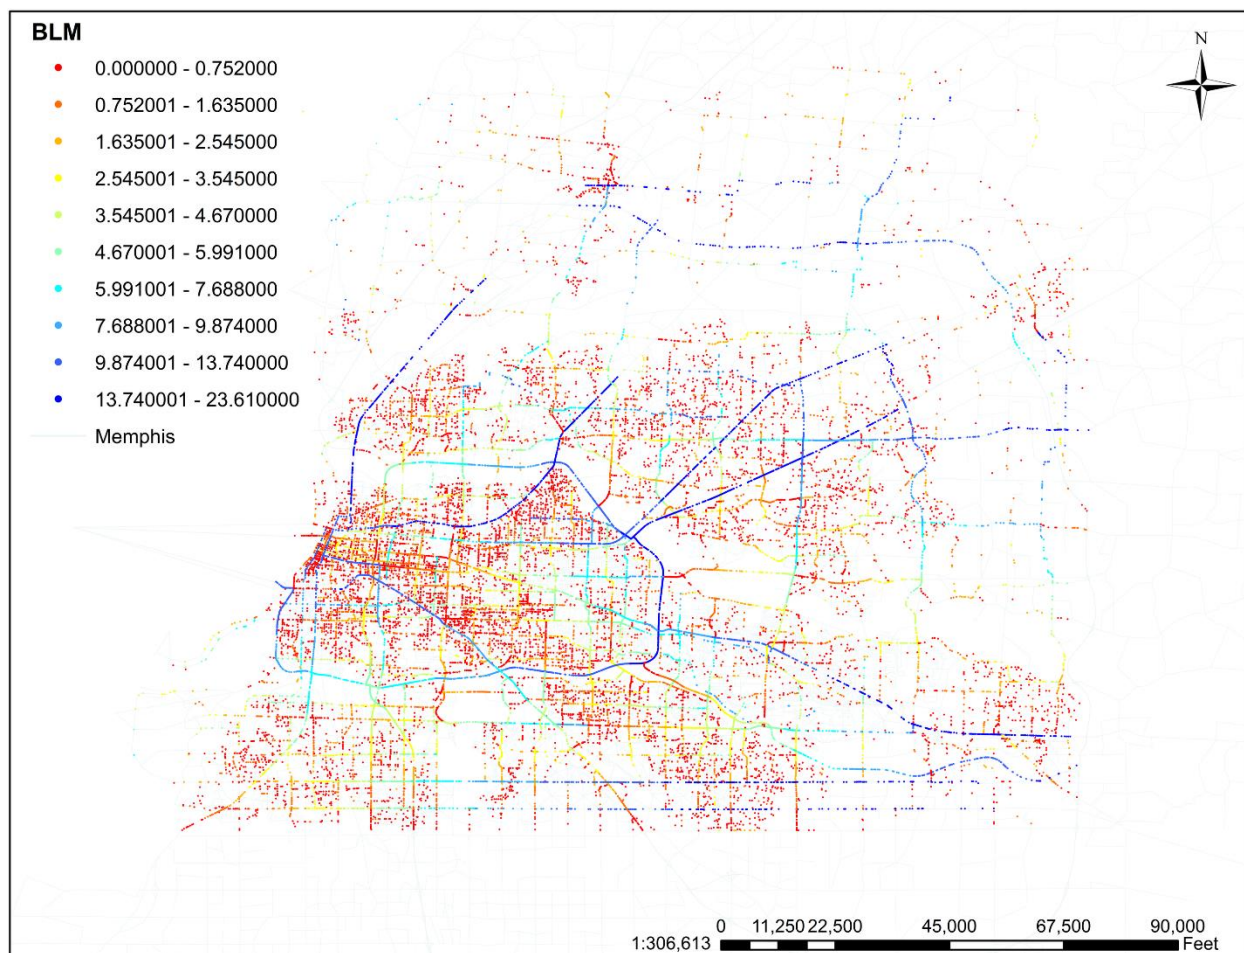 BLM
0.000000 - 0.752000
0.752001 - 1.635000
1.635001 - 2.545000
2.545001 - 3.545000
3.545001 - 4.670000
4.670001 - 5.991000
5.991001 - 7.688000
7.688001 - 9.874000
9.874001 - 13.740000
13.740001 - 23.610000
Memphis
N
0 11,250 22,500 45,000 67,500 90,000
1:306,613 Feet